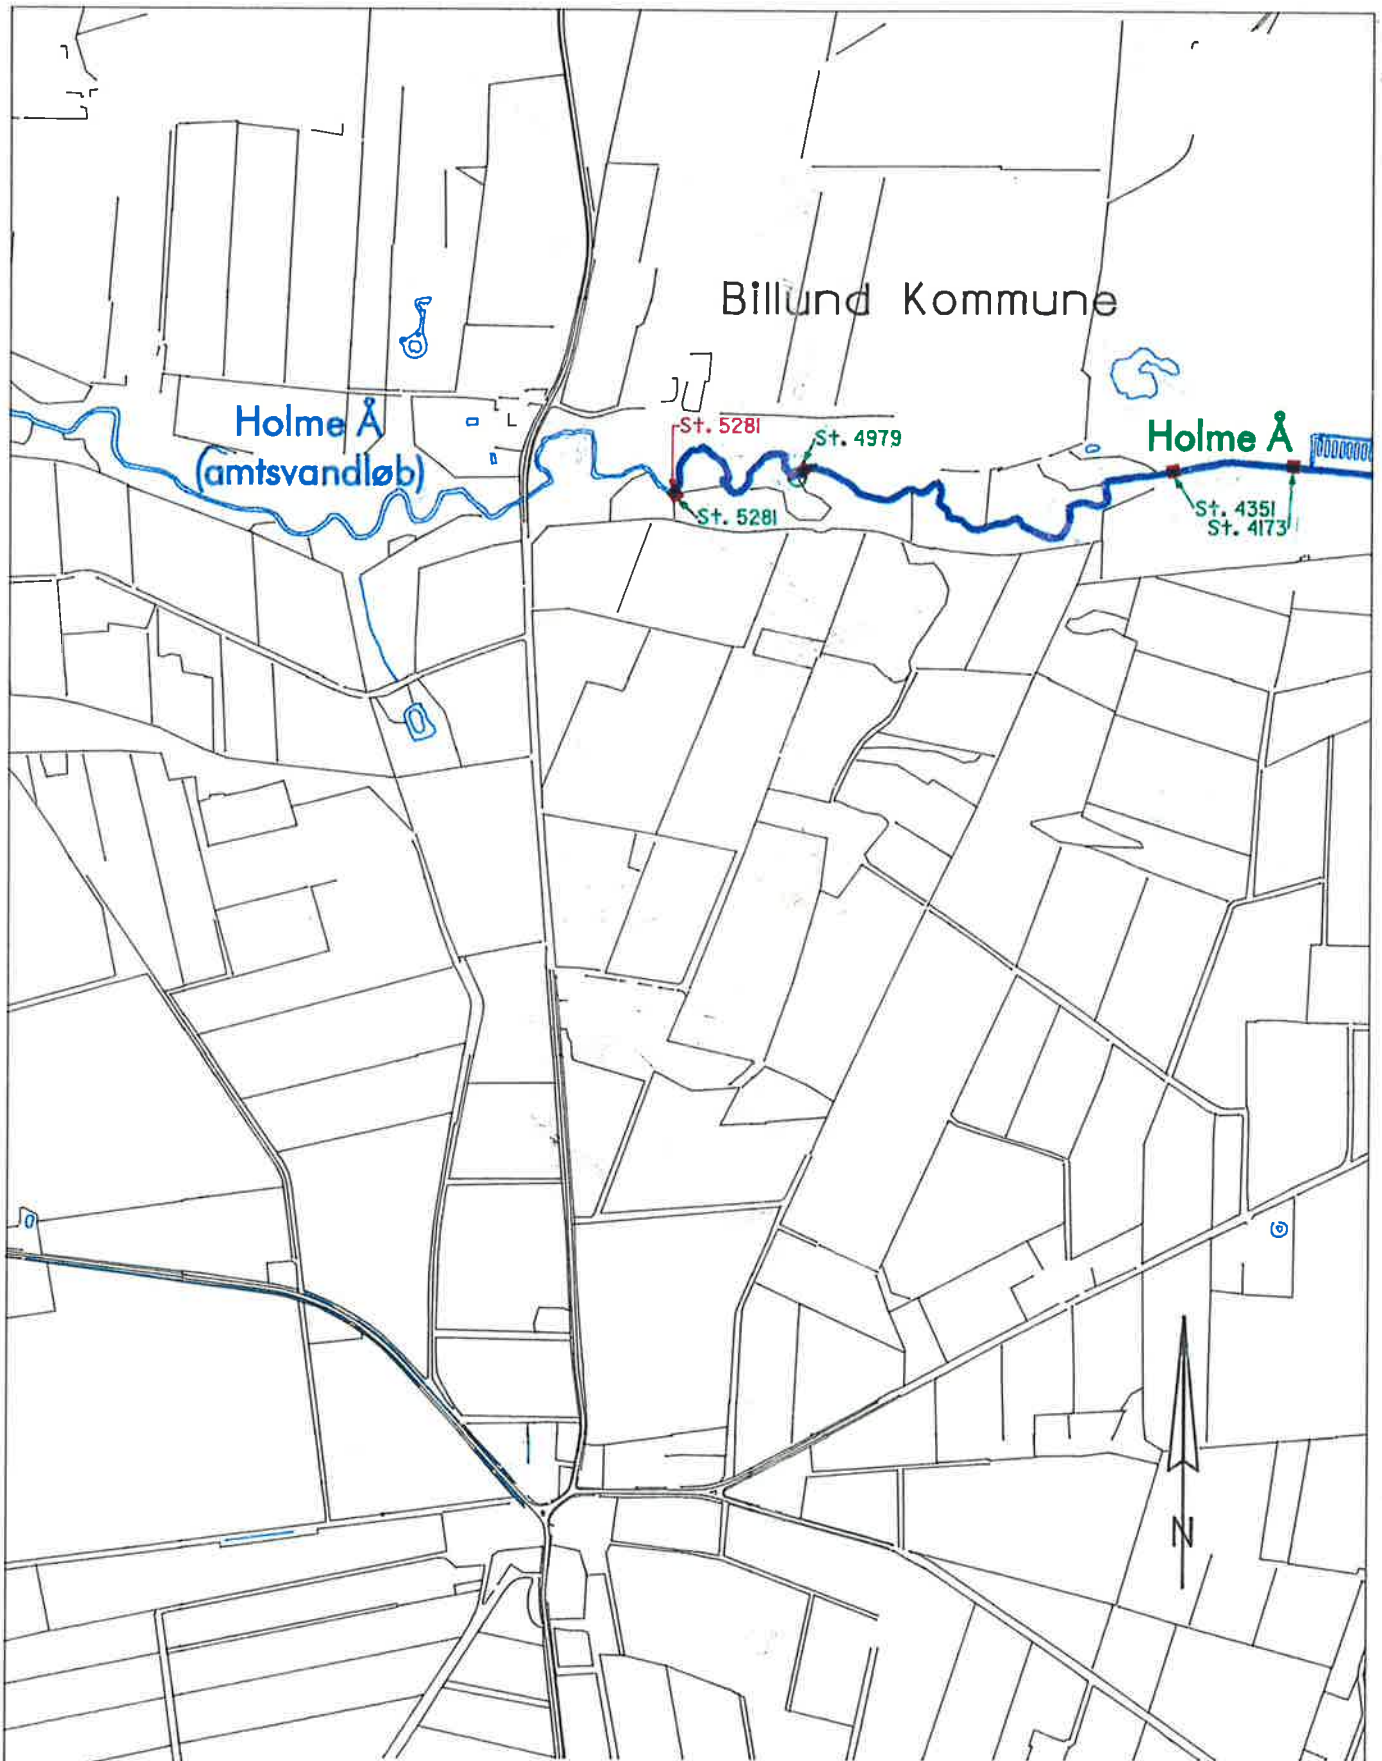 Billund Kommune
Holme Å
(amtsvandløb)
St. 5281
St. 4979
Holme Å
St. 5281
St. 4351
St. 4173
N